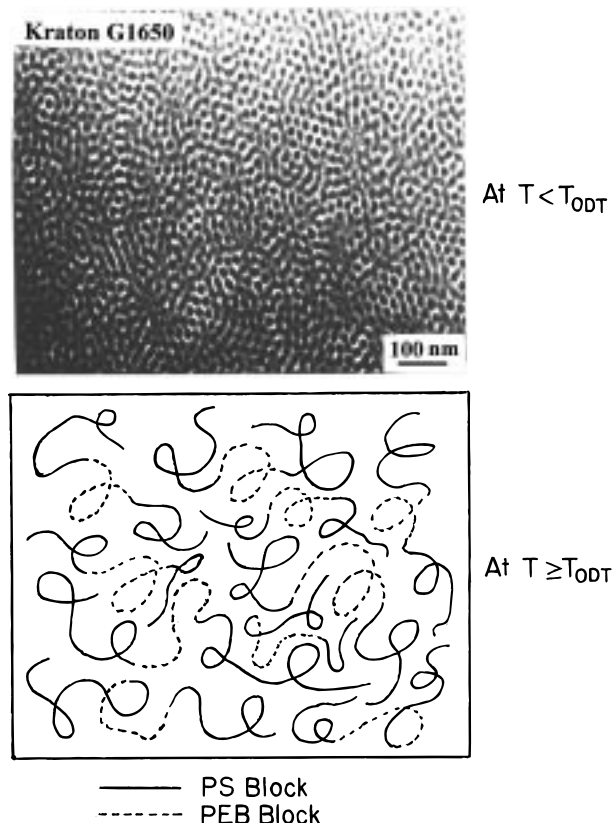 Kraton G1650
At T < T_ODT
100 nm
At T ≥ T_ODT
PS Block
PEB Block